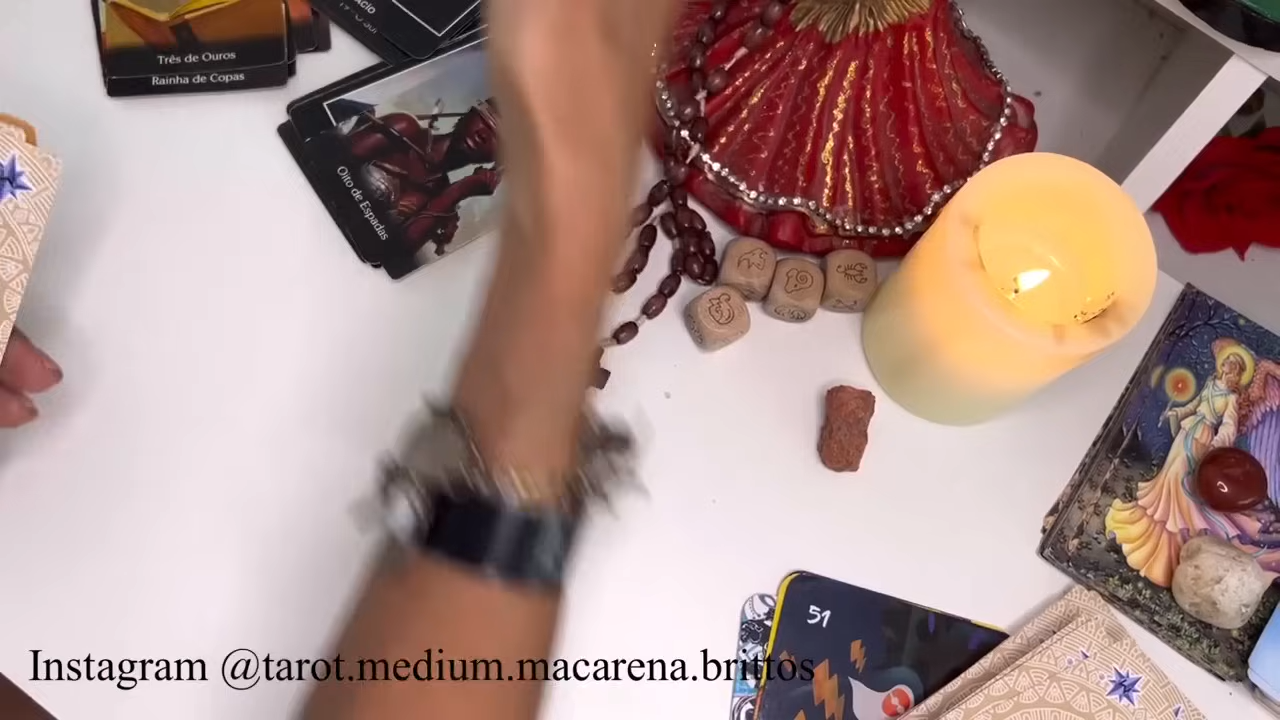 Três de Ouros
Rainha de Copas
Oito de Espadas
51
Instagram @tarot.medium.macarena.brittos